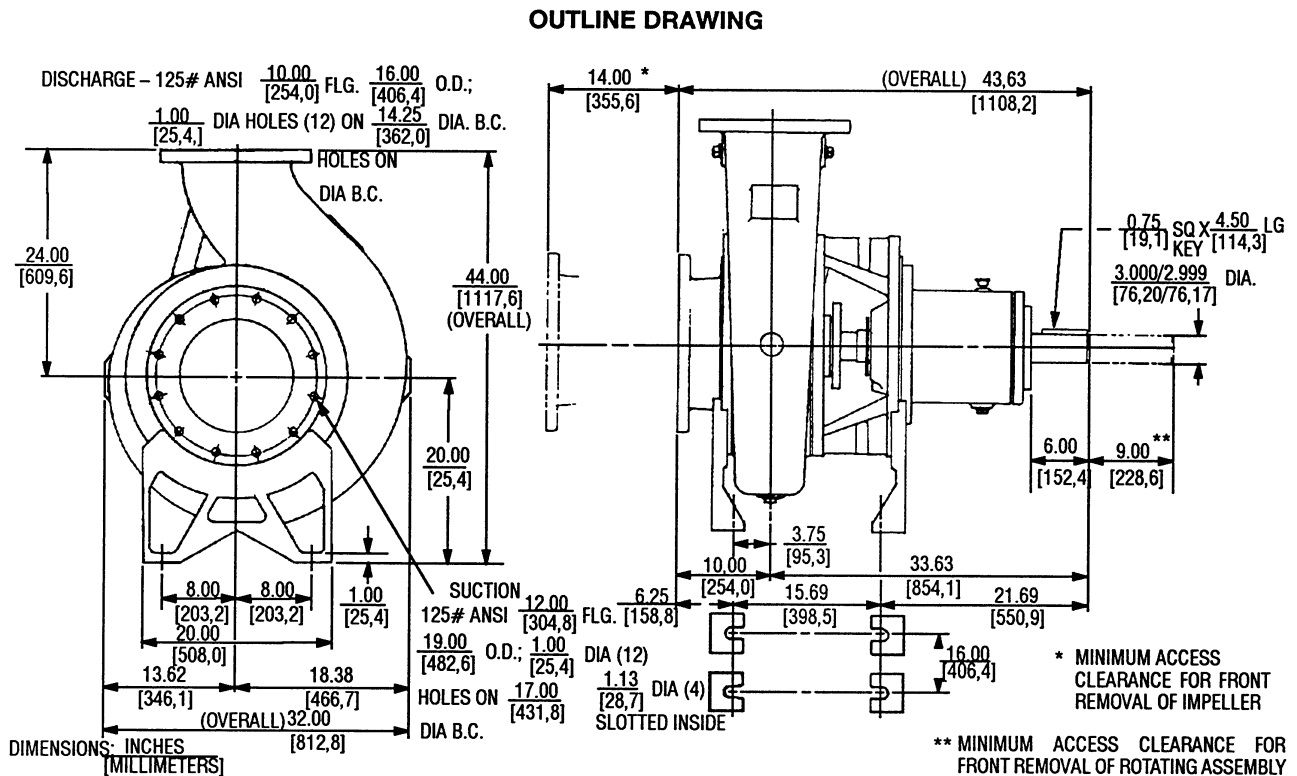 OUTLINE DRAWING
DISCHARGE – 125# ANSI 10.00 [254,0] FLG. 16.00 [406,4] O.D.;
1.00 [25,4,] DIA HOLES (12) ON 14.25 [362,0] DIA. B.C.
HOLES ON
DIA B.C.
24.00
[609,6]
44.00
[1117,6]
(OVERALL)
20.00
[25,4]
8.00
[203,2]
8.00
[203,2]
1.00
[25,4]
20.00
[508,0]
13.62
[346,1]
18.38
[466,7]
(OVERALL) 32.00
[812,8]
SUCTION
125# ANSI 12.00 [304,8] FLG.
19.00 [482,6] O.D.; 1.00 [25,4] DIA (12)
HOLES ON 17.00 [431,8]
DIA B.C.
1.13 [28,7] DIA (4)
SLOTTED INSIDE
DIMENSIONS: INCHES
[MILLIMETERS]
14.00 *
[355,6]
(OVERALL) 43,63
[1108,2]
0.75 [19,1] SQ X 4.50 [114,3] LG
KEY
3.000/2.999 DIA.
[76,20/76,17]
6.00
[152,4]
9.00 **
[228,6]
3.75
[95,3]
10,00
[254,0]
33.63
[854,1]
6.25
[158,8]
15.69
[398,5]
21.69
[550,9]
16.00
[406,4]
* MINIMUM ACCESS
CLEARANCE FOR FRONT
REMOVAL OF IMPELLER
** MINIMUM ACCESS CLEARANCE FOR
FRONT REMOVAL OF ROTATING ASSEMBLY